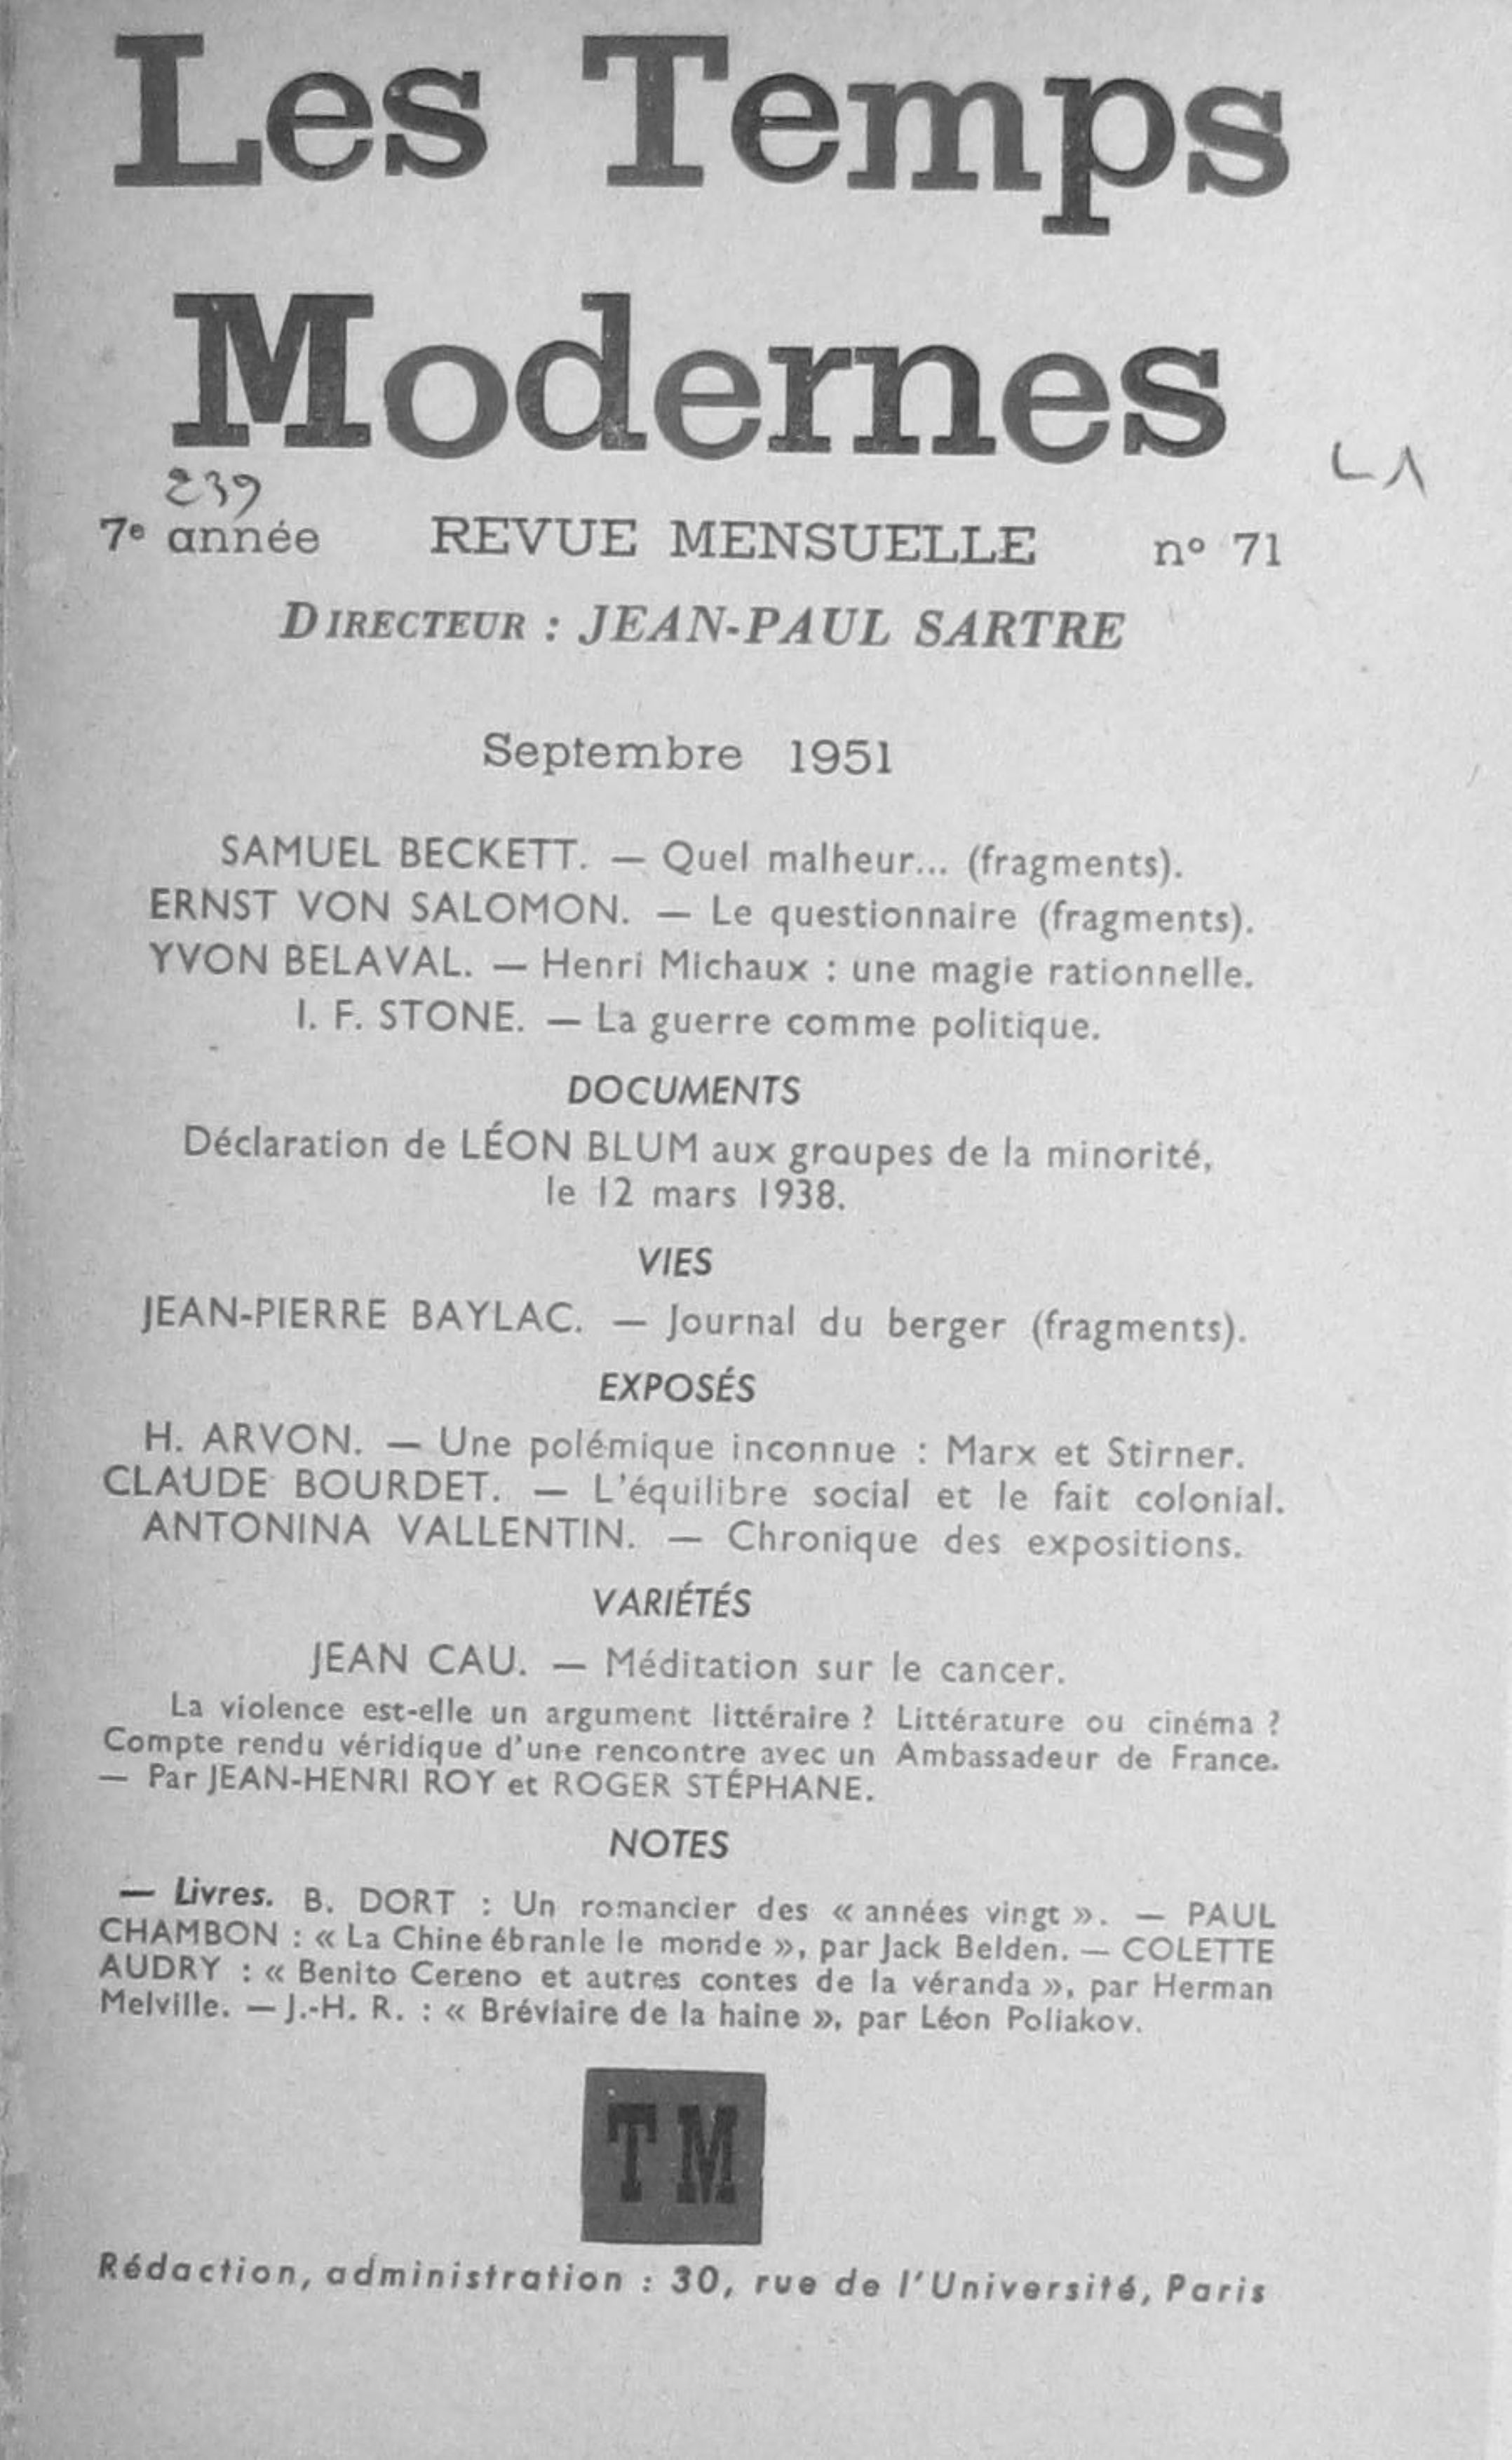 Les Temps
Modernes
239
LA
7e année REVUE MENSUELLE no 71
DIRECTEUR : JEAN-PAUL SARTRE
Septembre 1951
SAMUEL BECKETT. — Quel malheur... (fragments).
ERNST VON SALOMON. — Le questionnaire (fragments).
YVON BELAVAL. — Henri Michaux : une magie rationnelle.
I. F. STONE. — La guerre comme politique.
DOCUMENTS
Déclaration de LÉON BLUM aux groupes de la minorité,
le 12 mars 1938.
VIES
JEAN-PIERRE BAYLAC. — Journal du berger (fragments).
EXPOSÉS
H. ARVON. — Une polémique inconnue : Marx et Stirner.
CLAUDE BOURDET. — L'équilibre social et le fait colonial.
ANTONINA VALLENTIN. — Chronique des expositions.
VARIÉTÉS
JEAN CAU. — Méditation sur le cancer.
La violence est-elle un argument littéraire ? Littérature ou cinéma ?
Compte rendu véridique d'une rencontre avec un Ambassadeur de France.
— Par JEAN-HENRI ROY et ROGER STÉPHANE.
NOTES
— Livres. B. DORT : Un romancier des « années vingt ». — PAUL
CHAMBON : « La Chine ébranle le monde », par Jack Belden. — COLETTE
AUDRY : « Benito Cereno et autres contes de la véranda », par Herman
Melville. — J.-H. R. : « Bréviaire de la haine », par Léon Poliakov.
TM
Rédaction, administration : 30, rue de l'Université, Paris